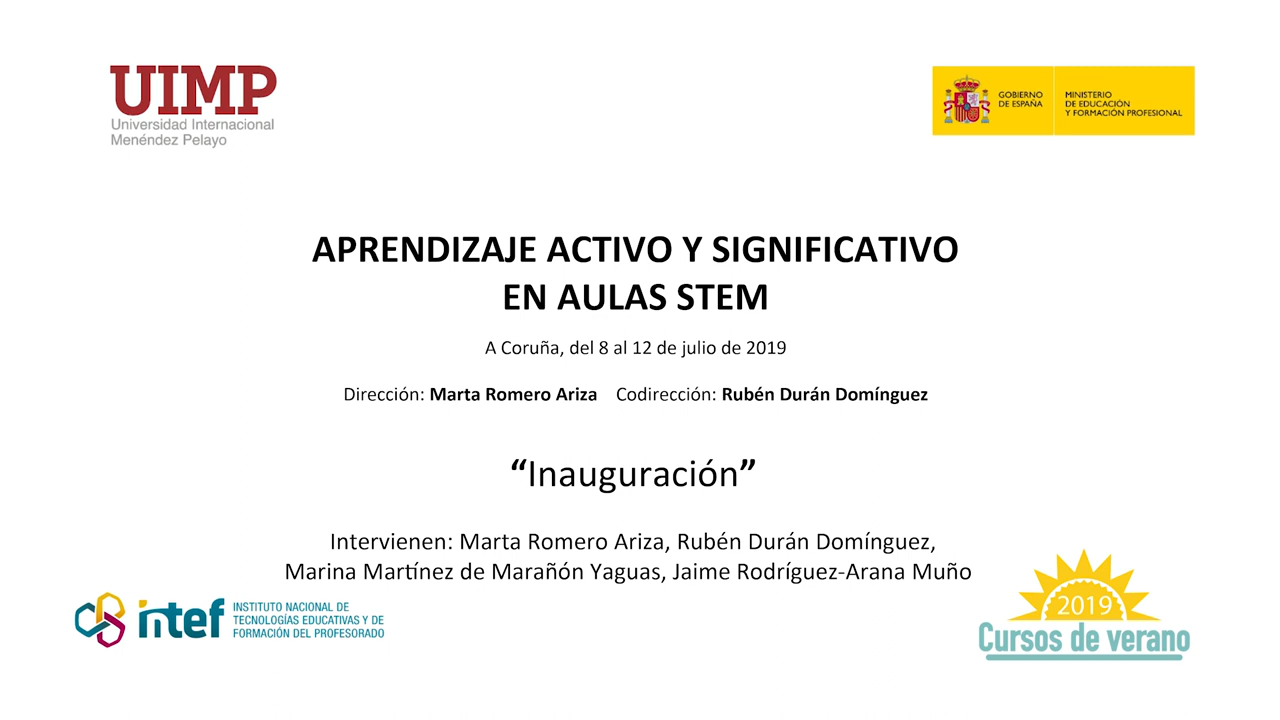 UIMP
Universidad Internacional
Menéndez Pelayo
GOBIERNO
DE ESPAÑA
MINISTERIO
DE EDUCACIÓN
Y FORMACIÓN PROFESIONAL
APRENDIZAJE ACTIVO Y SIGNIFICATIVO
EN AULAS STEM
A Coruña, del 8 al 12 de julio de 2019
Dirección: Marta Romero Ariza Codirección: Rubén Durán Domínguez
“Inauguración”
Intervienen: Marta Romero Ariza, Rubén Durán Domínguez,
Marina Martínez de Marañón Yaguas, Jaime Rodríguez-Arana Muño
intef
INSTITUTO NACIONAL DE
TECNOLOGÍAS EDUCATIVAS Y DE
FORMACIÓN DEL PROFESORADO
2019
Cursos de verano